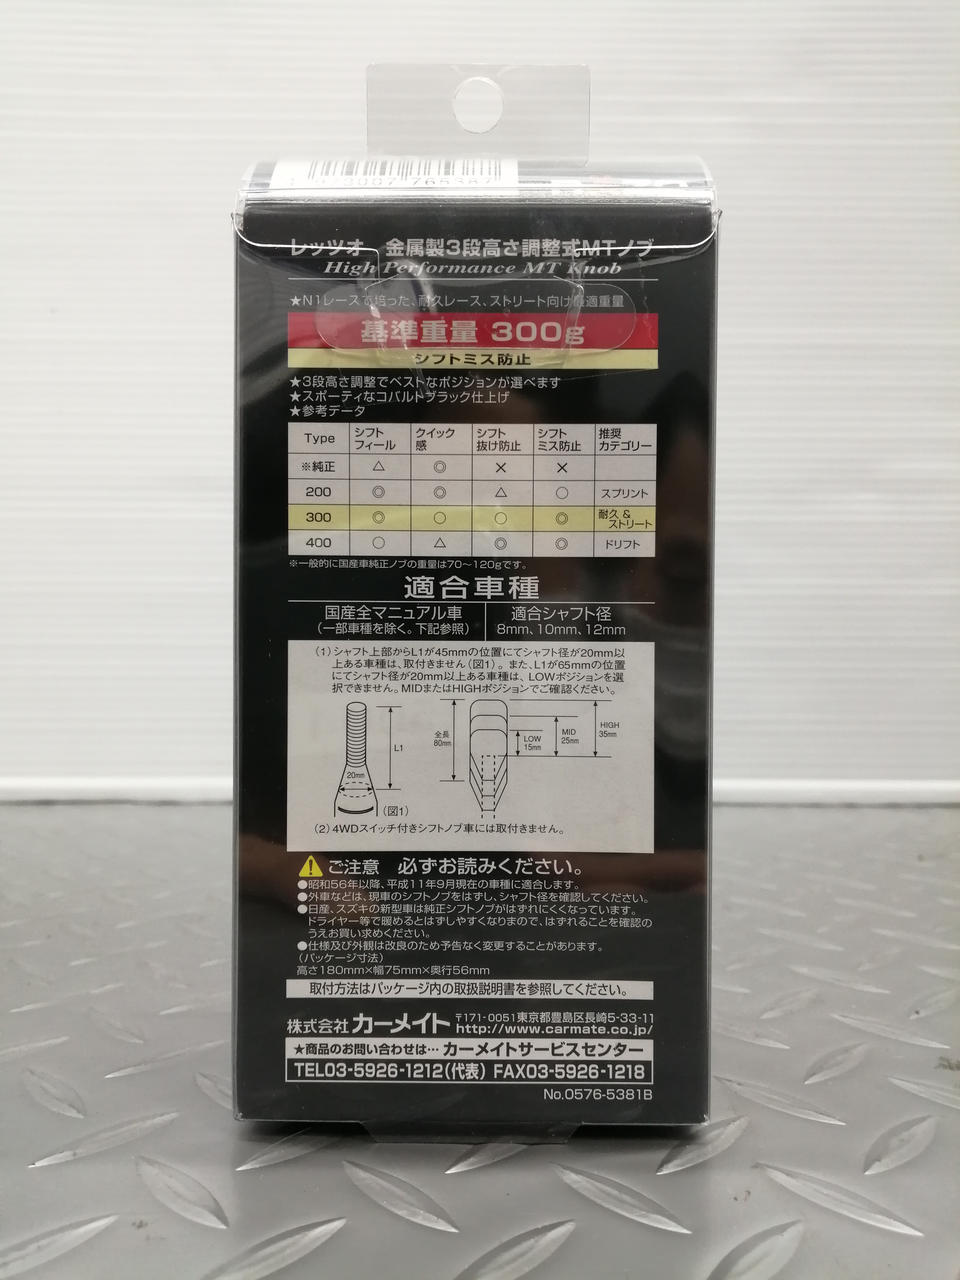 レッツオ 金属製3段高さ調整式MTノブ
High Performance MT Knob
★N1レースで培った、耐久レース、ストリート向け最適重量
基準重量 300g
シフトミス防止
★3段高さ調整でベストなポジションが選べます
★スポーティなコバルトブラック仕上げ
★参考データ
Type シフトフィール クイック感 シフト抜け防止 シフトミス防止 推奨カテゴリー
※純正 △ ◎ × ×
200 ◎ ◎ △ ○ スプリント
300 ◎ ○ ○ ◎ 耐久&ストリート
400 ○ △ ◎ ◎ ドリフト
※一般的に国産車純正ノブの重量は70〜120gです。
適合車種
国産全マニュアル車 適合シャフト径
(一部車種を除く。下記参照) 8mm、10mm、12mm
(1)シャフト上部からL1が45mmの位置にてシャフト径が20mm以
上ある車種は、取付きません(図1)。また、L1が65mmの位置
にてシャフト径が20mm以上ある車種は、LOWポジションを選
択できません。MIDまたはHIGHポジションでご確認ください。
L1
20mm
(図1)
全長
80mm
LOW
15mm
MID
25mm
HIGH
35mm
(2)4WDスイッチ付きシフトノブ車には取付きません。
ご注意 必ずお読みください。
●昭和56年以降、平成11年9月現在の車種に適合します。
●外車などは、現車のシフトノブをはずし、シャフト径を確認してください。
●日産、スズキの新型車は純正シフトノブがはずれにくくなっています。
ドライヤー等で暖めるとはずしやすくなりまので、はずれることを確認の
うえお買い求めください。
●仕様及び外観は改良のため予告なく変更することがあります。
(パッケージ寸法)
高さ180mm×幅75mm×奥行56mm
取付方法はパッケージ内の取扱説明書を参照してください。
株式会社 カーメイト 〒171-0051東京都豊島区長崎5-33-11
http://www.carmate.co.jp/
★商品のお問い合わせは… カーメイトサービスセンター
TEL03-5926-1212(代表) FAX03-5926-1218
No.0576-5381B